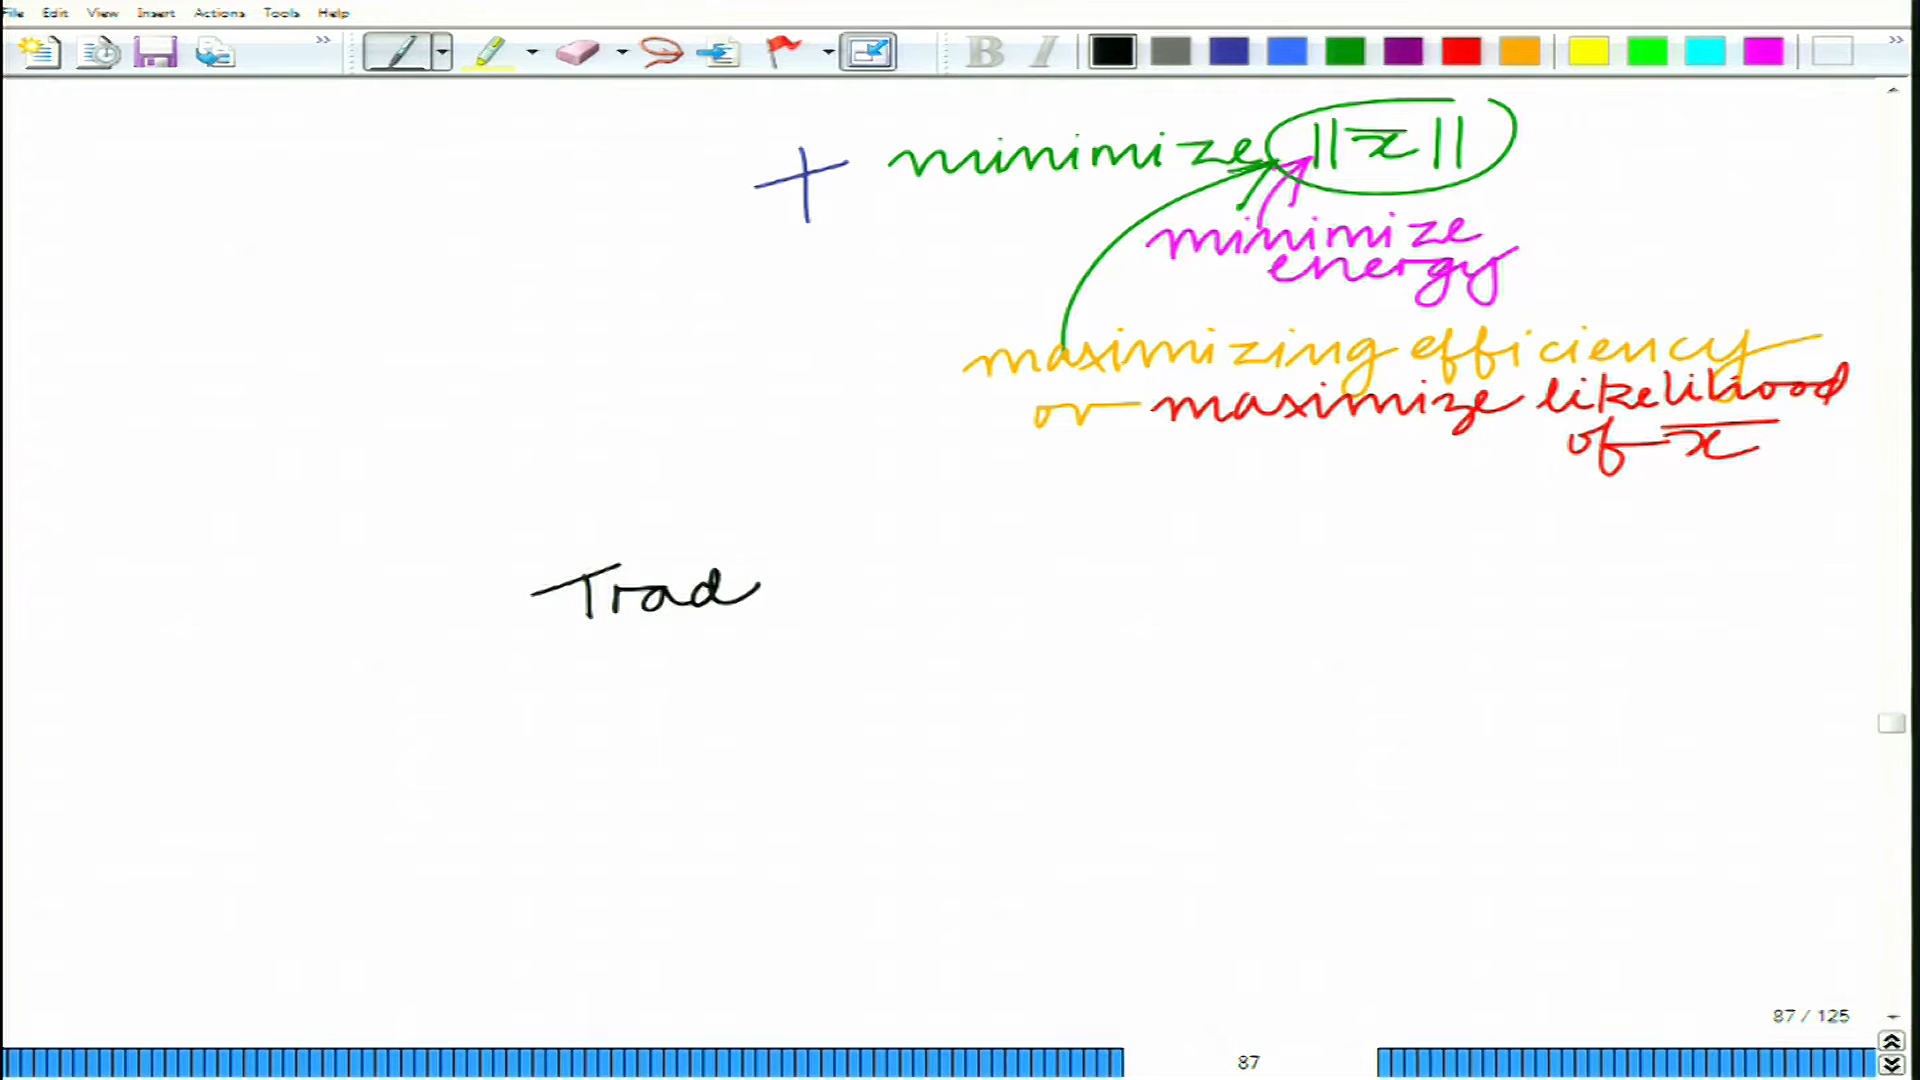 File Edit View Insert Actions Tools Help
B I
+ minimize ||x̅||
minimize
energy
maximizing efficiency
or maximize likelihood
of x̅
Trad
87 / 125
87